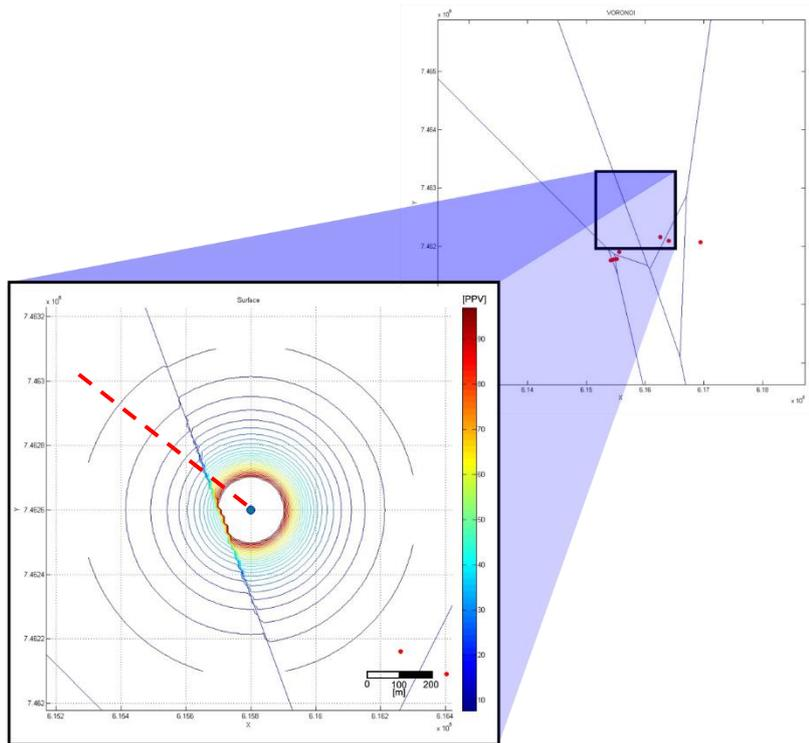 VORONOI
x 10⁶
7.465
7.464
7.463
7.462
Y
6.14
6.15
6.16
6.17
6.18
X
x 10⁵
Surface
[PPV]
x 10⁶
7.4632
7.463
7.4628
7.4626
7.4624
7.4622
7.462
Y
90
80
70
60
50
40
30
20
10
0 100 200
[m]
6.152
6.154
6.156
6.158
6.16
6.162
6.164
X
x 10⁵